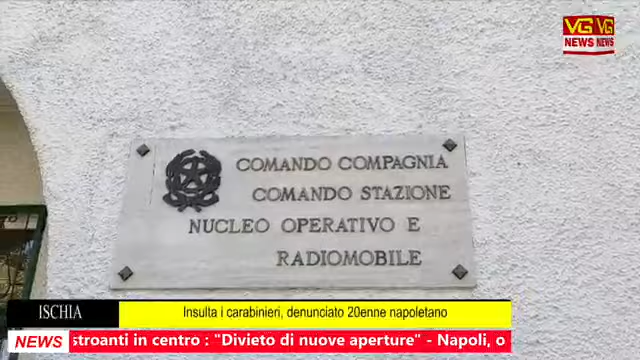 VG VG
NEWS NEWS
COMANDO COMPAGNIA
COMANDO STAZIONE
NUCLEO OPERATIVO E
RADIOMOBILE
ISCHIA
Insulta i carabinieri, denunciato 20enne napoletano
NEWS
stroanti in centro : "Divieto di nuove aperture" - Napoli, o